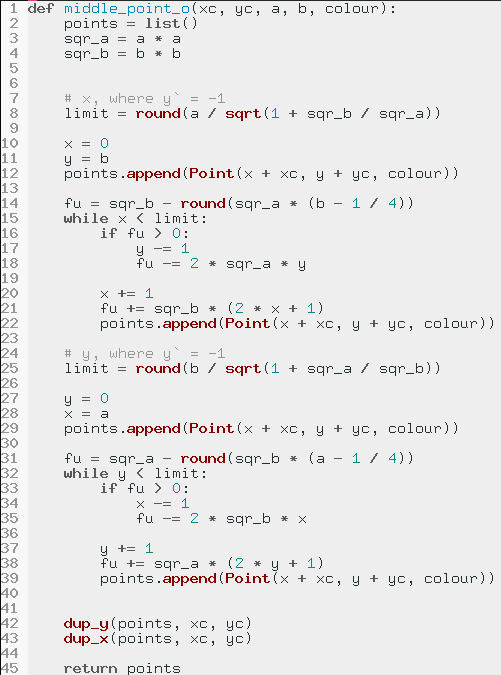 1 def middle_point_o(xc, yc, a, b, colour):
2     points = list()
3     sqr_a = a * a
4     sqr_b = b * b
5
6
7     # x, where y` = -1
8     limit = round(a / sqrt(1 + sqr_b / sqr_a))
9
10     x = 0
11     y = b
12     points.append(Point(x + xc, y + yc, colour))
13
14     fu = sqr_b - round(sqr_a * (b - 1 / 4))
15     while x < limit:
16         if fu > 0:
17             y -= 1
18             fu -= 2 * sqr_a * y
19
20         x += 1
21         fu += sqr_b * (2 * x + 1)
22         points.append(Point(x + xc, y + yc, colour))
23
24     # y, where y` = -1
25     limit = round(b / sqrt(1 + sqr_a / sqr_b))
26
27     y = 0
28     x = a
29     points.append(Point(x + xc, y + yc, colour))
30
31     fu = sqr_a - round(sqr_b * (a - 1 / 4))
32     while y < limit:
33         if fu > 0:
34             x -= 1
35             fu -= 2 * sqr_b * x
36
37         y += 1
38         fu += sqr_a * (2 * y + 1)
39         points.append(Point(x + xc, y + yc, colour))
40
41
42     dup_y(points, xc, yc)
43     dup_x(points, xc, yc)
44
45     return points